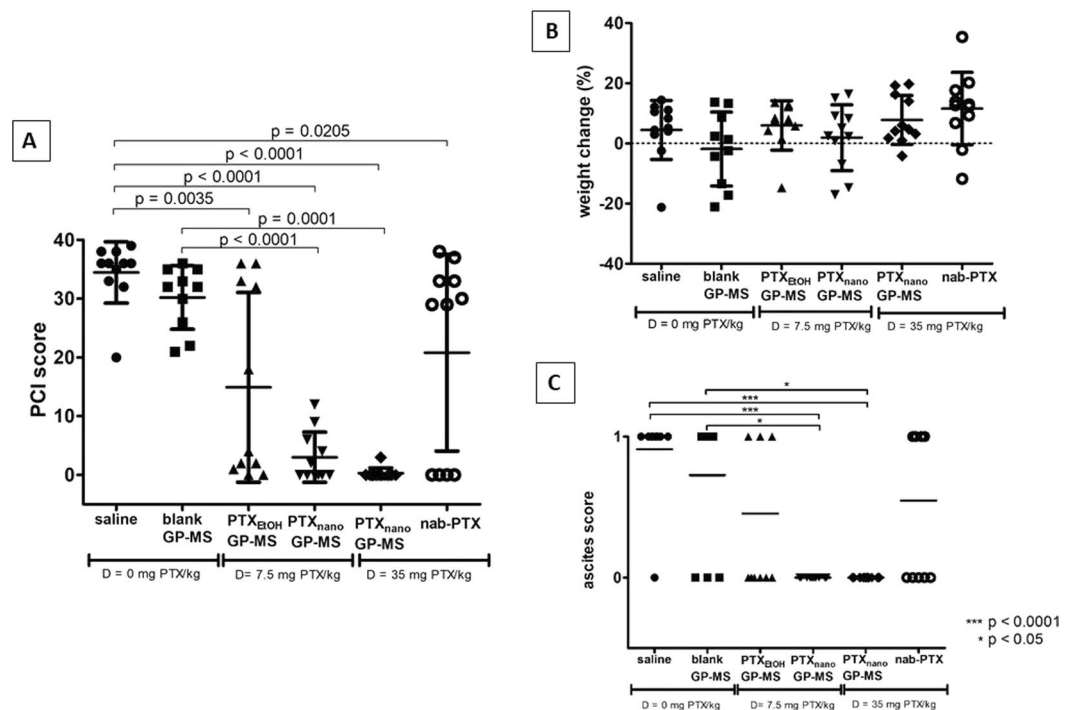 A
p = 0.0205
p < 0.0001
p < 0.0001
p = 0.0035
p = 0.0001
p < 0.0001
PCI score
40
30
20
10
0
saline
blank GP-MS
PTXEtOH GP-MS
PTXnano GP-MS
PTXnano GP-MS
nab-PTX
D = 0 mg PTX/kg
D= 7.5 mg PTX/kg
D = 35 mg PTX/kg
B
weight change (%)
40
20
0
-20
-40
saline
blank GP-MS
PTXEtOH GP-MS
PTXnano GP-MS
PTXnano GP-MS
nab-PTX
D = 0 mg PTX/kg
D = 7.5 mg PTX/kg
D = 35 mg PTX/kg
C
*
***
***
*
ascites score
1
0
saline
blank GP-MS
PTXEtOH GP-MS
PTXnano GP-MS
PTXnano GP-MS
nab-PTX
D = 0 mg PTX/kg
D= 7.5 mg PTX/kg
D = 35 mg PTX/kg
*** p < 0.0001
* p < 0.05